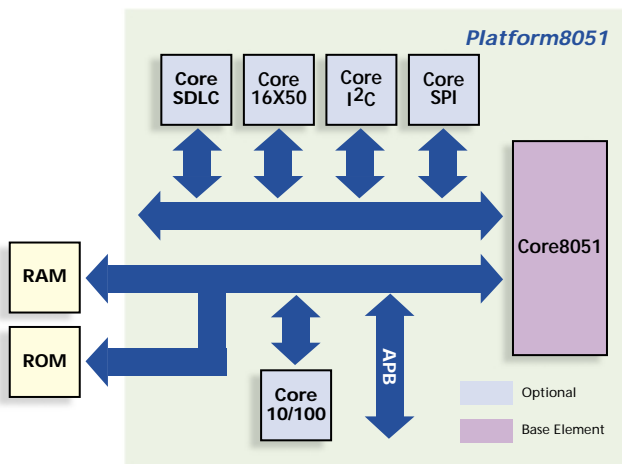 Platform8051
Core
SDLC
Core
16X50
Core
I²C
Core
SPI
Core8051
RAM
ROM
Core
10/100
APB
Optional
Base Element